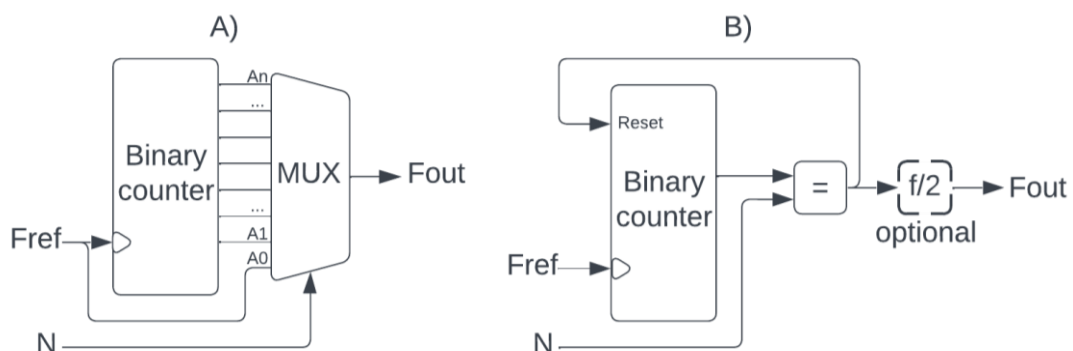 A)
An
...
Binary
counter
MUX
Fout
...
A1
Fref
A0
N
B)
Reset
Binary
counter
=
f/2
Fout
optional
Fref
N